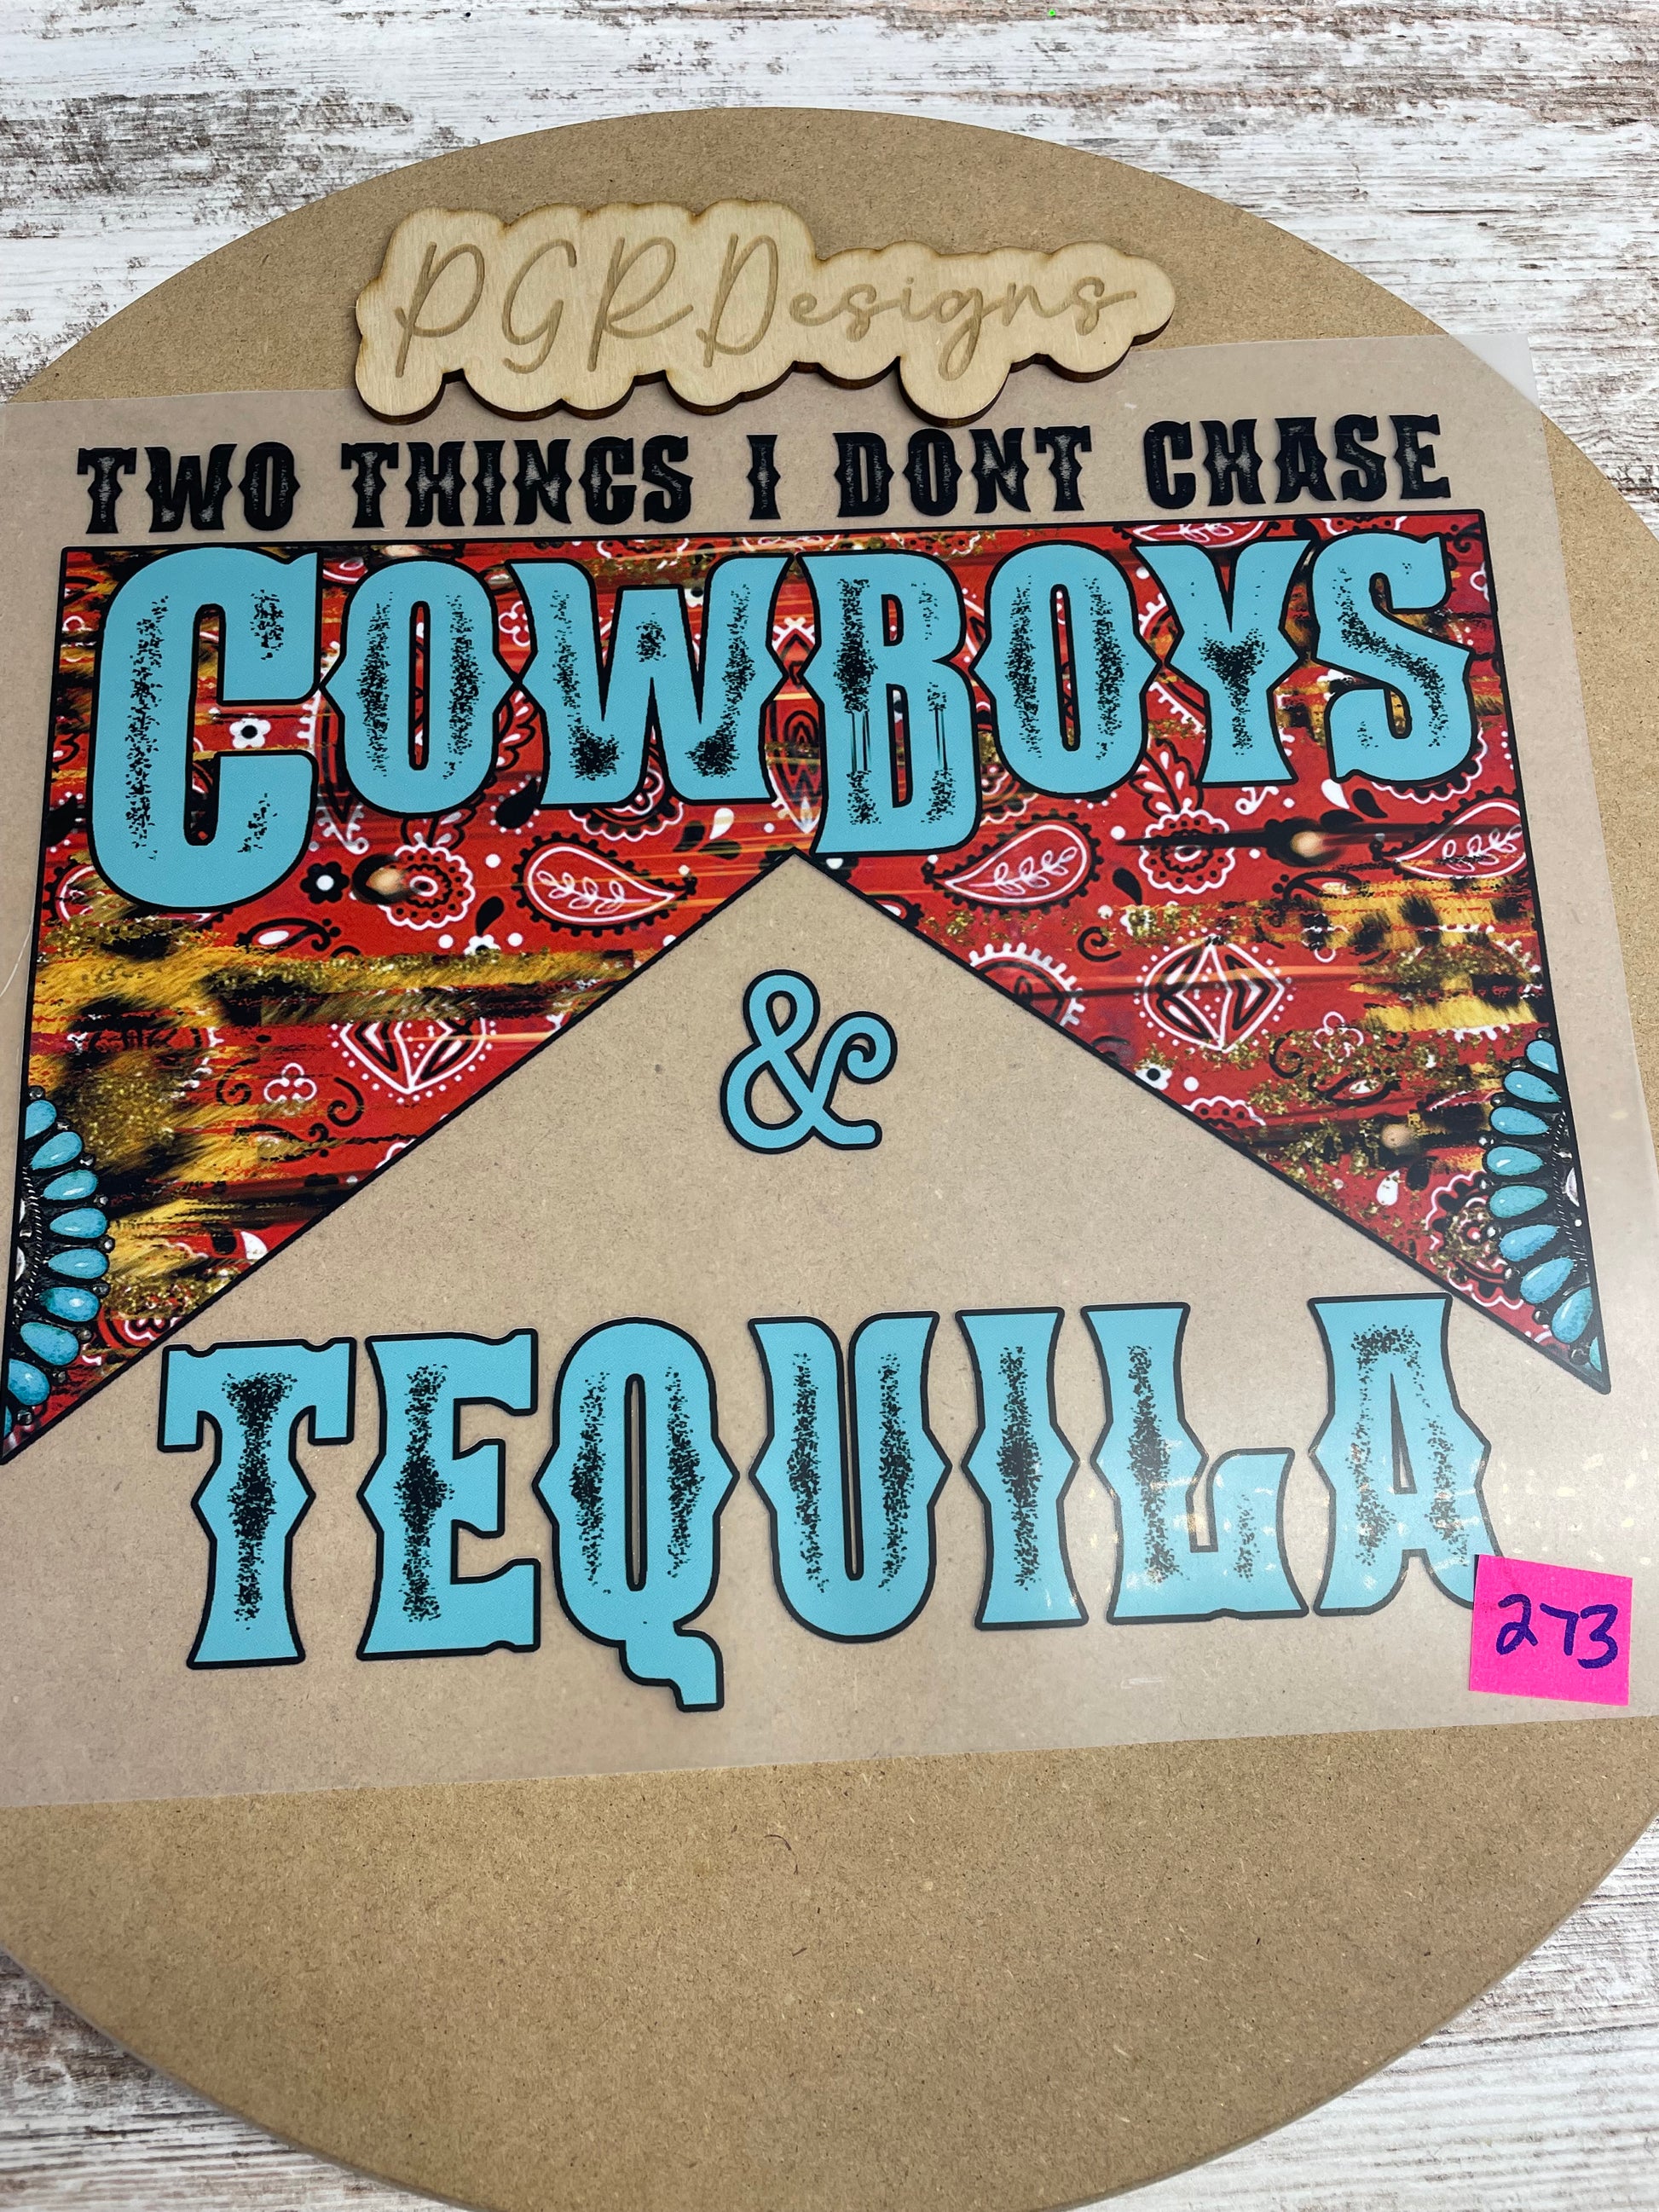 PGRDesigns
TWO THINGS I DONT CHASE
COWBOYS
&
TEQUILA
273